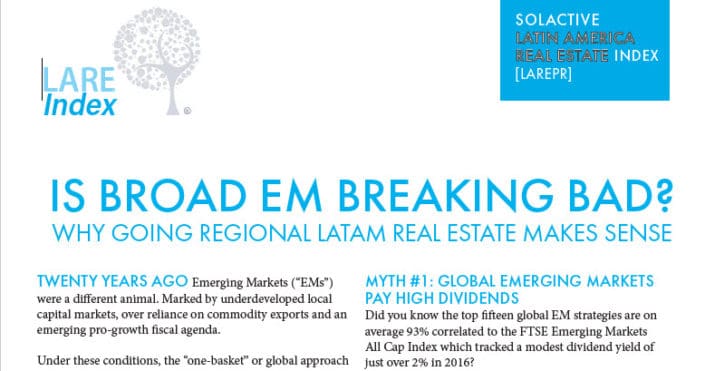 LARE
Index
SOLACTIVE
LATIN AMERICA
REAL ESTATE INDEX
[LAREPR]
IS BROAD EM BREAKING BAD?
WHY GOING REGIONAL LATAM REAL ESTATE MAKES SENSE
TWENTY YEARS AGO Emerging Markets (“EMs”)
were a different animal. Marked by underdeveloped local
capital markets, over reliance on commodity exports and an
emerging pro-growth fiscal agenda.
Under these conditions, the “one-basket” or global approach
MYTH #1: GLOBAL EMERGING MARKETS
PAY HIGH DIVIDENDS
Did you know the top fifteen global EM strategies are on
average 93% correlated to the FTSE Emerging Markets
All Cap Index which tracked a modest dividend yield of
just over 2% in 2016?